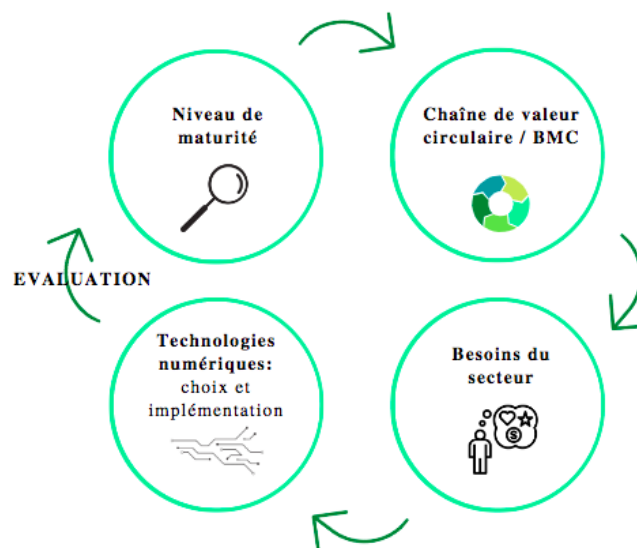 Niveau de
maturité
Chaîne de valeur
circulaire / BMC
EVALUATION
Technologies
numériques:
choix et
implémentation
Besoins du
secteur
$